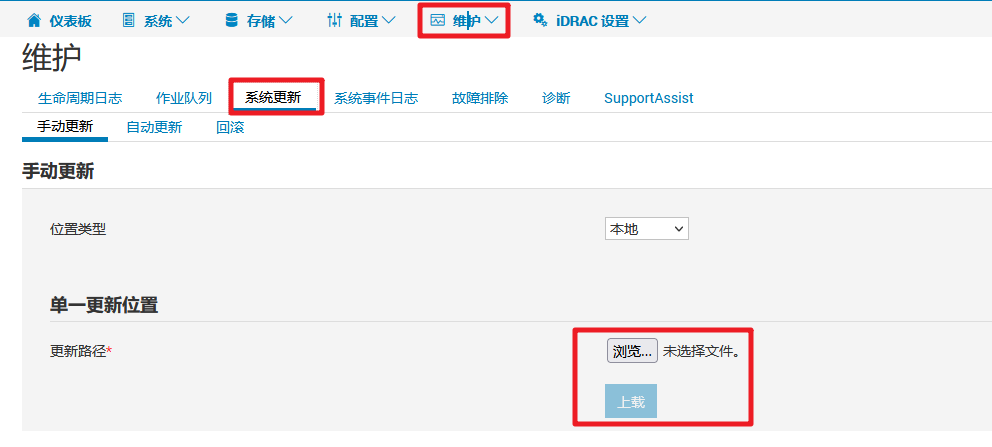 仪表板 系统 存储 配置 维护 iDRAC 设置
维护
生命周期日志 作业队列 系统更新 系统事件日志 故障排除 诊断 SupportAssist
手动更新 自动更新 回滚
手动更新
位置类型 本地
单一更新位置
更新路径* 浏览... 未选择文件。
上载